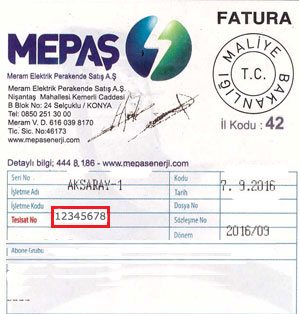 FATURA
MEPAŞ
Meram Elektrik Perakende Satış A.Ş
Meram Elektrik Perakende Satış A.Ş.
Nişantaş Mahallesi Kemerli Caddesi
B Blok No: 24 Selçuklu / KONYA
Tel: 0850 251 30 00
Meram V. D. 616 039 8170
Tic. Sic. No:46173
www.mepasenerji.com.tr
MALİYE
T.C.
BAKANLIĞI
İl Kodu : 42
Detaylı bilgi; 444 8 186 - www.mepasenerji.com
Seri No
Kodu
İşletme Adı AKSARAY-1
Tarih 7. 9.2016
İşletme Kodu
Dosya No
Tesisat No 12345678
Sözleşme No
Dönem 2016/09
Abone Grubu